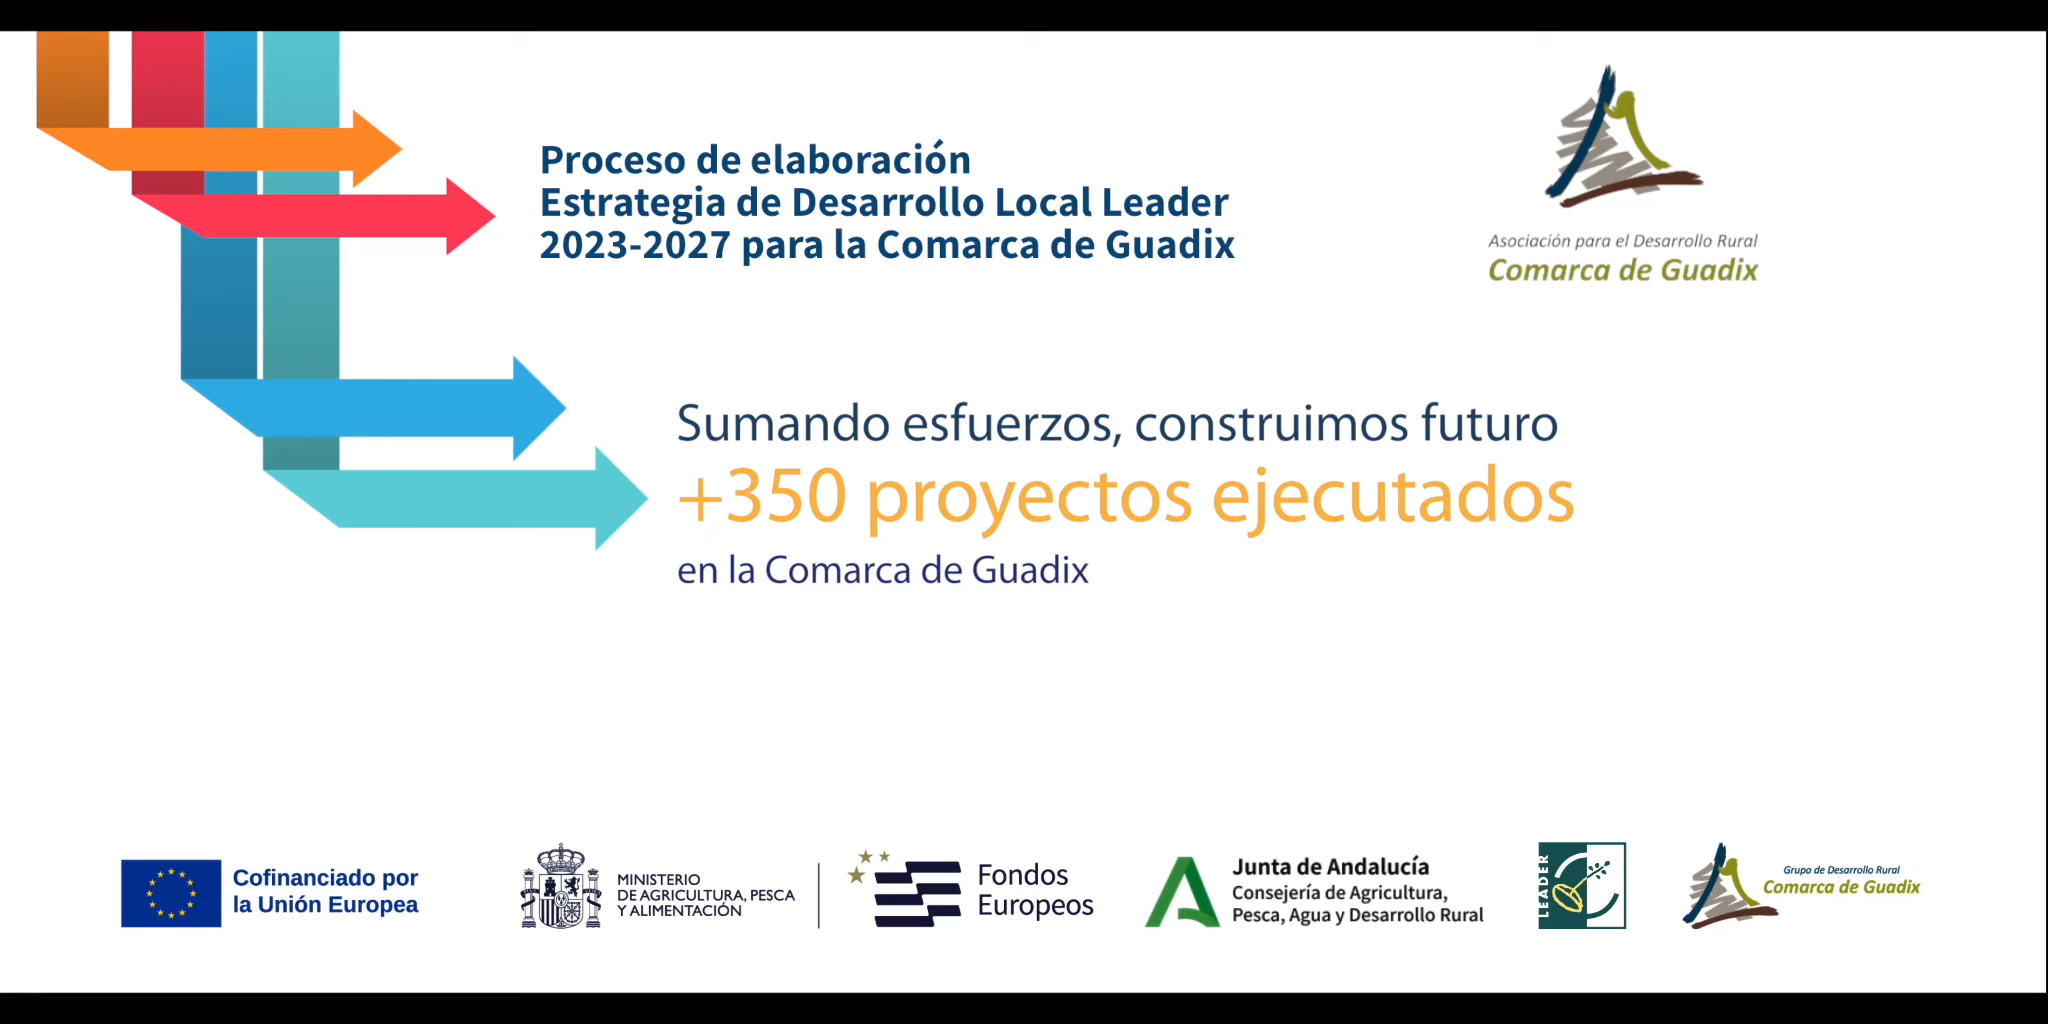 Proceso de elaboración
Estrategia de Desarrollo Local Leader
2023-2027 para la Comarca de Guadix
Asociación para el Desarrollo Rural
Comarca de Guadix
Sumando esfuerzos, construimos futuro
+350 proyectos ejecutados
en la Comarca de Guadix
Cofinanciado por
la Unión Europea
MINISTERIO
DE AGRICULTURA, PESCA
Y ALIMENTACIÓN
Fondos
Europeos
Junta de Andalucía
Consejería de Agricultura,
Pesca, Agua y Desarrollo Rural
LEADER
Grupo de Desarrollo Rural
Comarca de Guadix